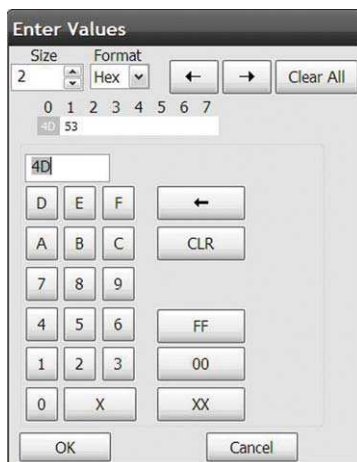 Enter Values
Size Format
2 Hex ← → Clear All
0 1 2 3 4 5 6 7
4D 53
4D
D E F ←
A B C CLR
7 8 9
4 5 6 FF
1 2 3 00
0 X XX
OK Cancel